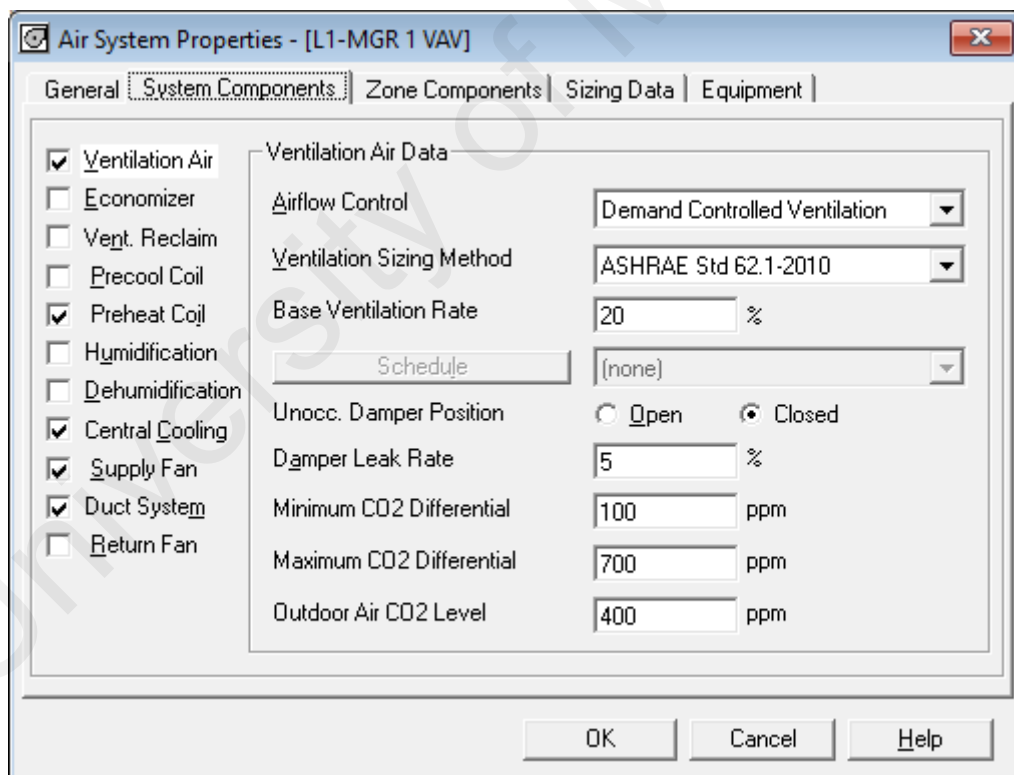 Air System Properties - [L1-MGR 1 VAV]
General System Components Zone Components Sizing Data Equipment
Ventilation Air
Economizer
Vent. Reclaim
Precool Coil
Preheat Coil
Humidification
Dehumidification
Central Cooling
Supply Fan
Duct System
Return Fan
Ventilation Air Data
Airflow Control Demand Controlled Ventilation
Ventilation Sizing Method ASHRAE Std 62.1-2010
Base Ventilation Rate 20 %
Schedule (none)
Unocc. Damper Position Open Closed
Damper Leak Rate 5 %
Minimum CO2 Differential 100 ppm
Maximum CO2 Differential 700 ppm
Outdoor Air CO2 Level 400 ppm
OK Cancel Help
University of M